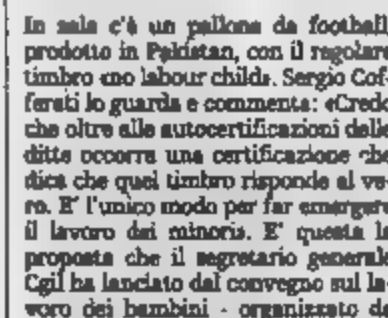 In sala c'è un pallone da football,
prodotto in Pakistan, con il regolare
timbro «no labour child». Sergio Cof-
ferati lo guarda e commenta: «Credo
che oltre alle autocertificazioni delle
ditte occorra una certificazione che
dica che quel timbro risponde al ve-
ro. E' l'unico modo per far emergere
il lavoro dei minori». E' questa la
proposta che il segretario generale
Cgil ha lanciato dal convegno sul la-
voro dei bambini - organizzato da